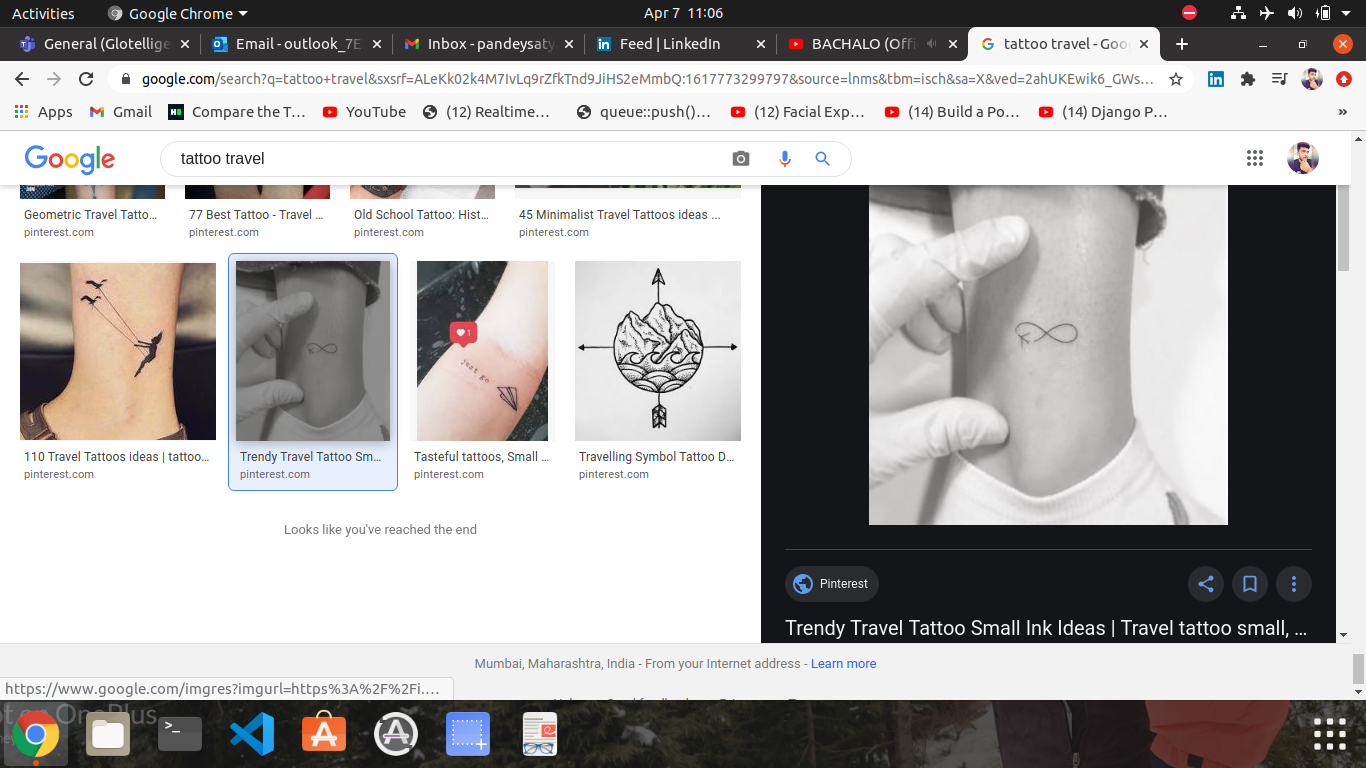 Activities
Google Chrome
Apr 7 11:06
General (Glotellige
Email - outlook_7E
Inbox - pandeysaty
Feed | LinkedIn
BACHALO (Offi
tattoo travel - Goo
google.com/search?q=tattoo+travel&sxsrf=ALeKk02k4M7IvLq9rZfkTnd9JiHS2eMmbQ:1617773299797&source=lnms&tbm=isch&sa=X&ved=2ahUKEwik6_GWs...
Apps
Gmail
Compare the T...
YouTube
(12) Realtime...
queue::push()...
(12) Facial Exp...
(14) Build a Po...
(14) Django P...
»
Google
tattoo travel
Geometric Travel Tatto...
pinterest.com
77 Best Tattoo - Travel ...
pinterest.com
Old School Tattoo: Hist...
pinterest.com
45 Minimalist Travel Tattoos ideas ...
pinterest.com
1
just go
110 Travel Tattoos ideas | tattoo...
pinterest.com
Trendy Travel Tattoo Sm...
pinterest.com
Tasteful tattoos, Small ...
pinterest.com
Travelling Symbol Tattoo D...
pinterest.com
Looks like you've reached the end
Pinterest
Trendy Travel Tattoo Small Ink Ideas | Travel tattoo small, ...
Mumbai, Maharashtra, India - From your Internet address - Learn more
https://www.google.com/imgres?imgurl=https%3A%2F%2Fi....
on OnePlus